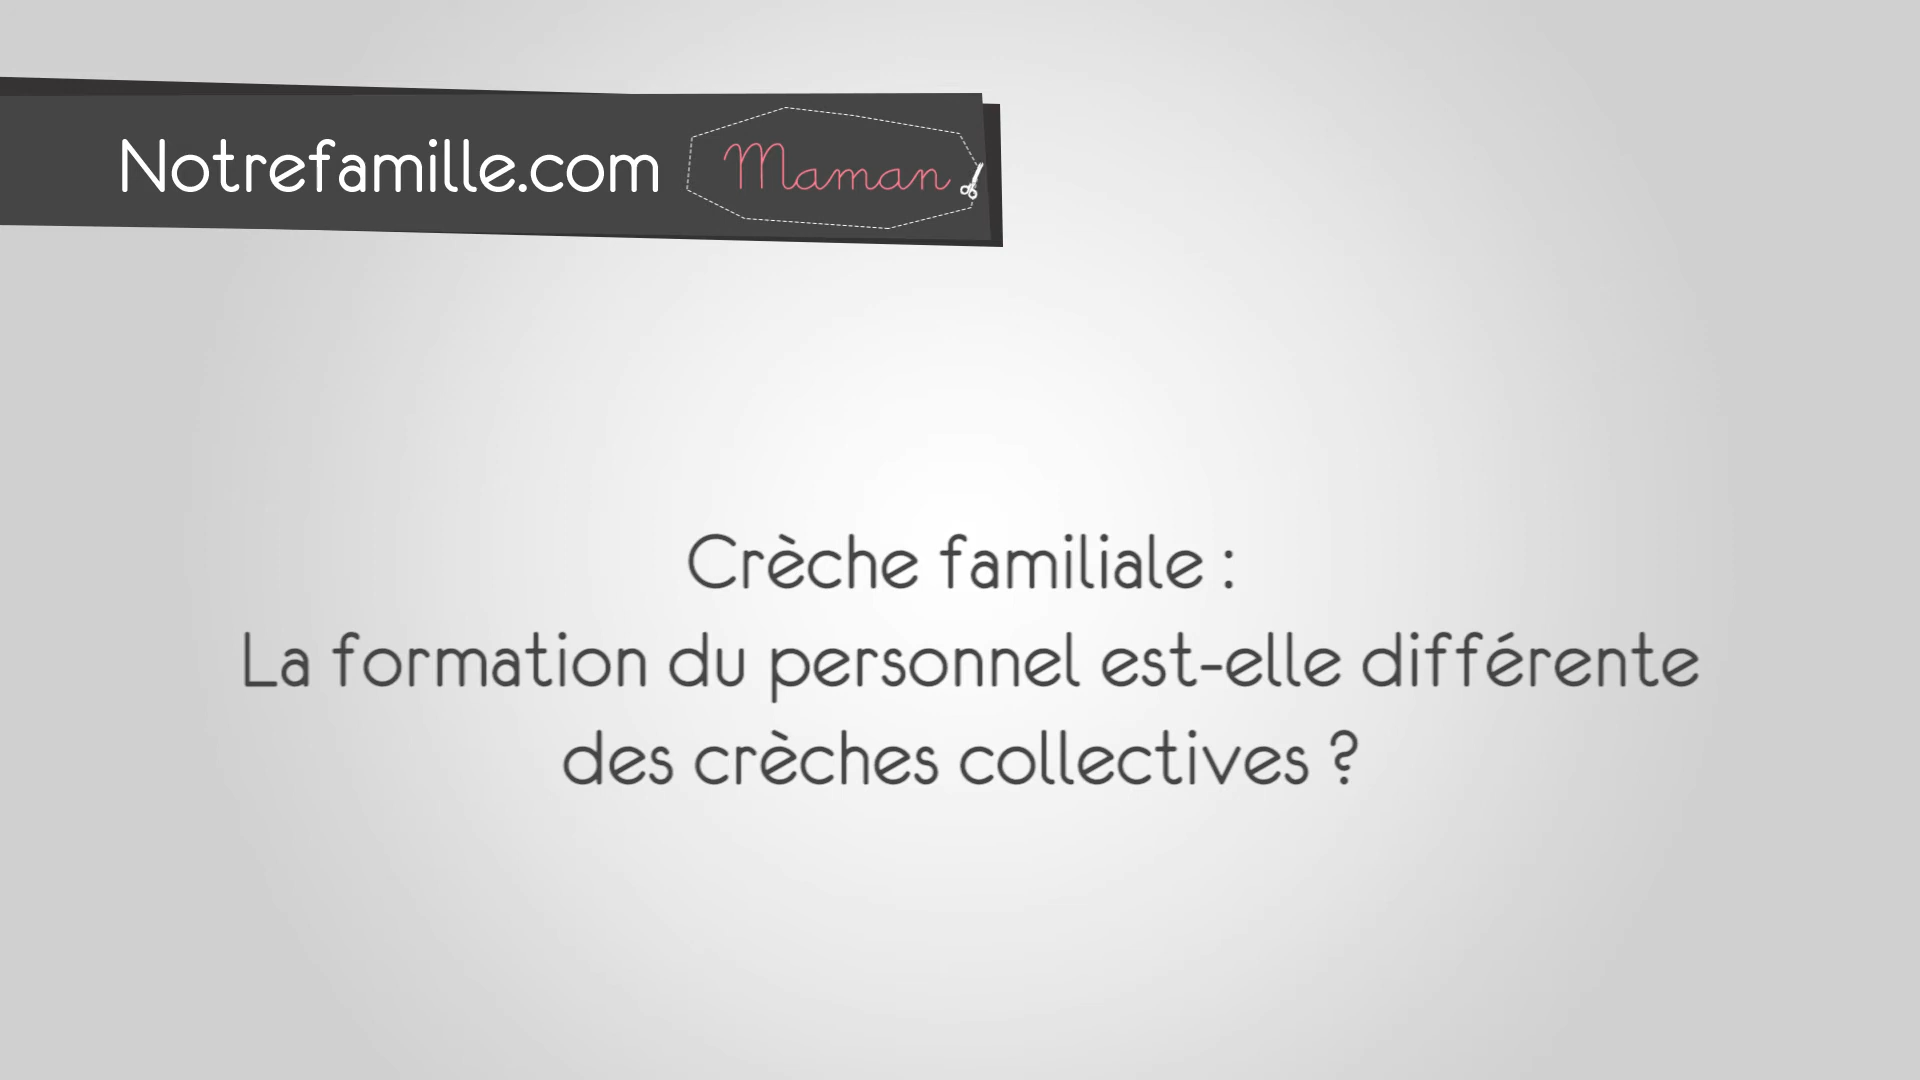 Notrefamille.com Maman
Crèche familiale :
La formation du personnel est-elle différente
des crèches collectives ?